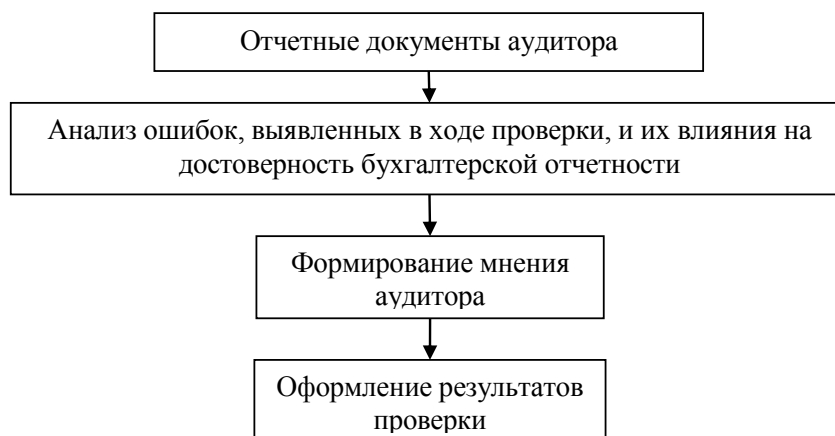 Отчетные документы аудитора
Анализ ошибок, выявленных в ходе проверки, и их влияния на
достоверность бухгалтерской отчетности
Формирование мнения
аудитора
Оформление результатов
проверки